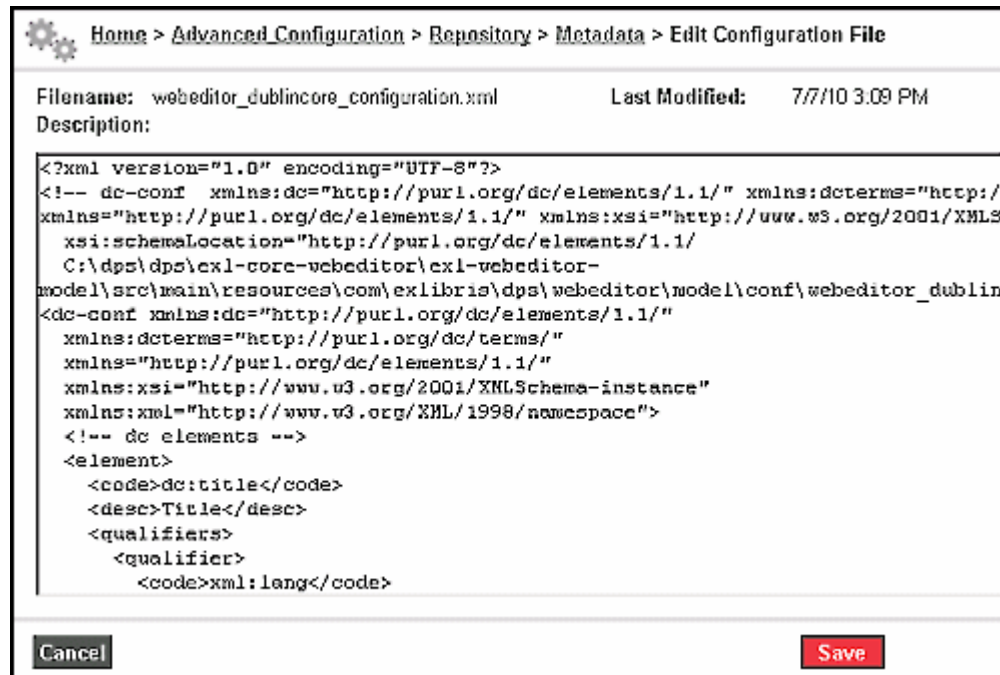 Home > Advanced Configuration > Repository > Metadata > Edit Configuration File
Filename: webeditor_dublincore_configuration.xml Last Modified: 7/7/10 3:09 PM
Description:
<?xml version="1.0" encoding="UTF-8"?>
<!-- dc-conf xmlns:dc="http://purl.org/dc/elements/1.1/" xmlns:dcterms="http:/
xmlns="http://purl.org/dc/elements/1.1/" xmlns:xsi="http://www.w3.org/2001/XMLS
xsi:schemaLocation="http://purl.org/dc/elements/1.1/
C:\dps\dps\exl-core-webeditor\exl-webeditor-
model\src\main\resources\com\exlibris\dps\webeditor\model\conf\webeditor_dublin
<dc-conf xmlns:dc="http://purl.org/dc/elements/1.1/"
xmlns:dcterms="http://purl.org/dc/terms/"
xmlns="http://purl.org/dc/elements/1.1/"
xmlns:xsi="http://www.w3.org/2001/XMLSchema-instance"
xmlns:xml="http://www.w3.org/XML/1998/namespace">
<!-- dc elements -->
<element>
<code>dc:title</code>
<desc>Title</desc>
<qualifiers>
<qualifier>
<code>xml:lang</code>
Cancel Save